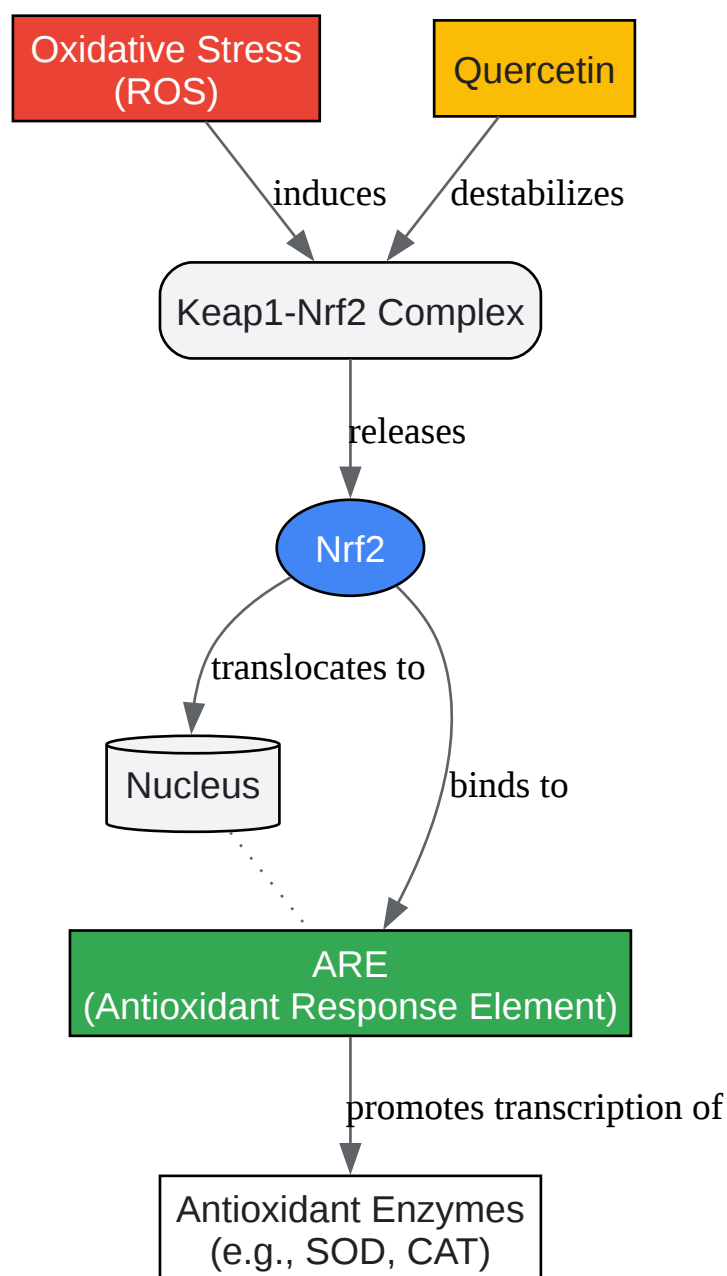 Oxidative Stress
(ROS)
Quercetin
induces
destabilizes
Keap1-Nrf2 Complex
releases
Nrf2
translocates to
Nucleus
binds to
ARE
(Antioxidant Response Element)
promotes transcription of
Antioxidant Enzymes
(e.g., SOD, CAT)